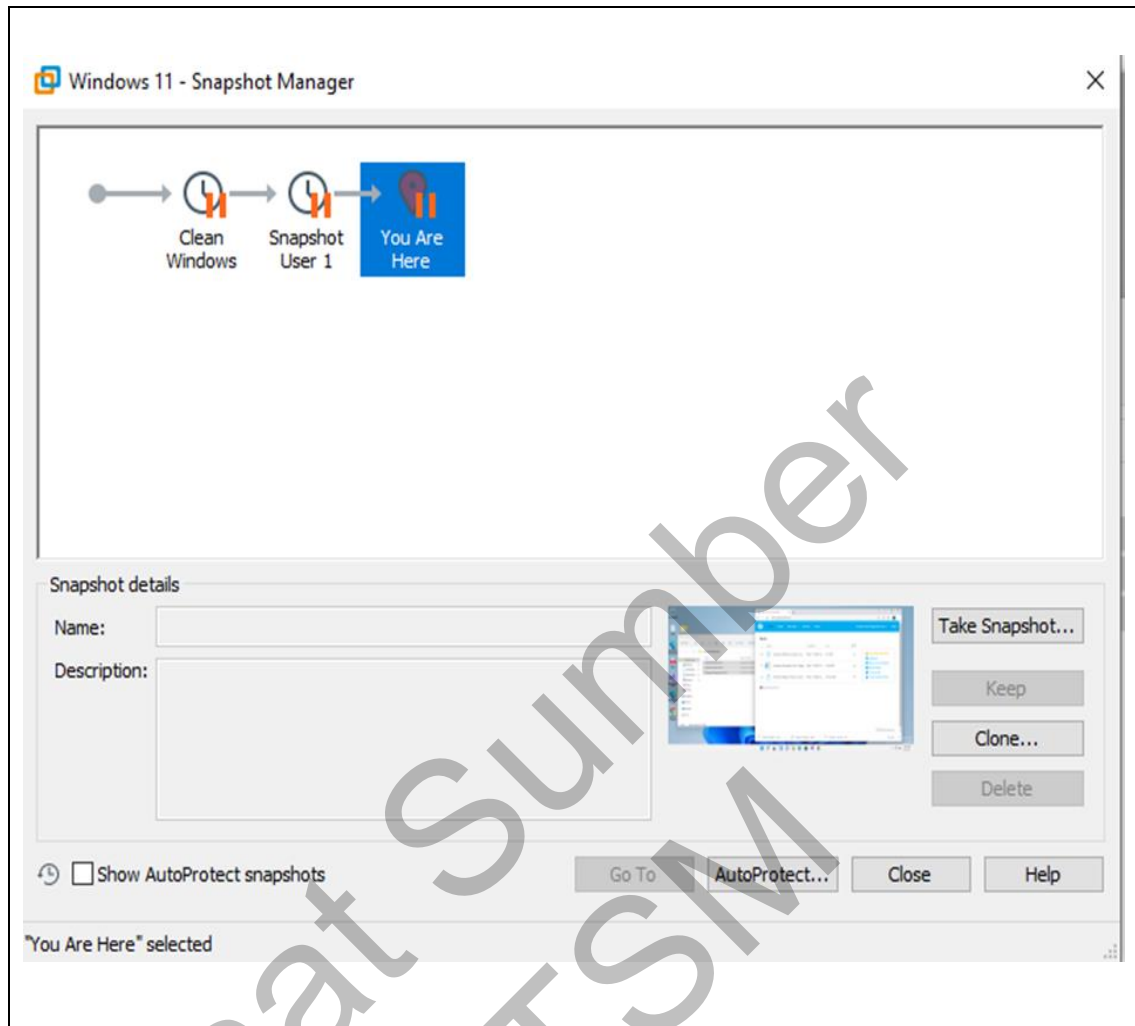 Windows 11 - Snapshot Manager
Clean
Windows
Snapshot
User 1
You Are
Here
Snapshot details
Name:
Description:
Take Snapshot...
Keep
Clone...
Delete
Show AutoProtect snapshots
Go To
AutoProtect...
Close
Help
"You Are Here" selected
at Sumber
TSM